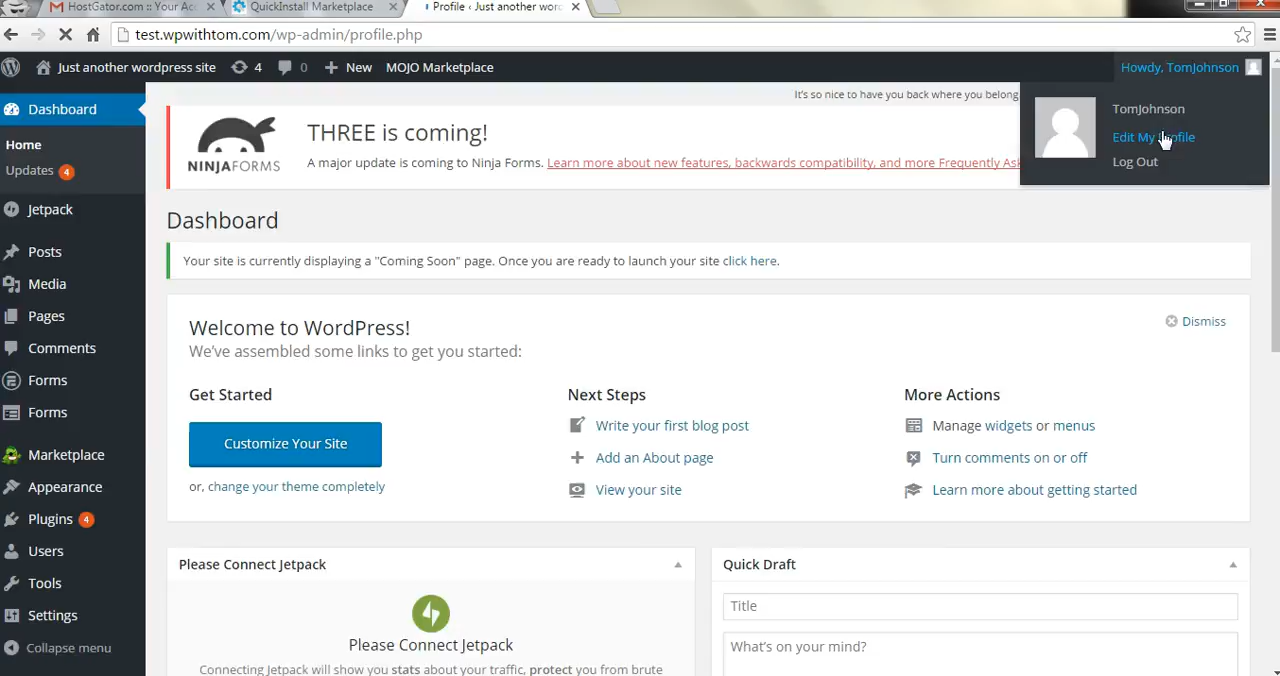 HostGator.com :: Your Acc
QuickInstall Marketplace
Profile ‹ Just another wor
test.wpwithtom.com/wp-admin/profile.php
Just another wordpress site
4
0
New
MOJO Marketplace
Howdy, TomJohnson
It's so nice to have you back where you belong
TomJohnson
Edit My Profile
Log Out
Dashboard
Home
Updates 4
Jetpack
Posts
Media
Pages
Comments
Forms
Forms
Marketplace
Appearance
Plugins 4
Users
Tools
Settings
Collapse menu
NINJAFORMS
THREE is coming!
A major update is coming to Ninja Forms. Learn more about new features, backwards compatibility, and more Frequently Ask
Dashboard
Your site is currently displaying a "Coming Soon" page. Once you are ready to launch your site click here.
Welcome to WordPress!
We've assembled some links to get you started:
Dismiss
Get Started
Customize Your Site
or, change your theme completely
Next Steps
Write your first blog post
Add an About page
View your site
More Actions
Manage widgets or menus
Turn comments on or off
Learn more about getting started
Please Connect Jetpack
Please Connect Jetpack
Connecting Jetpack will show you stats about your traffic, protect you from brute
Quick Draft
Title
What's on your mind?